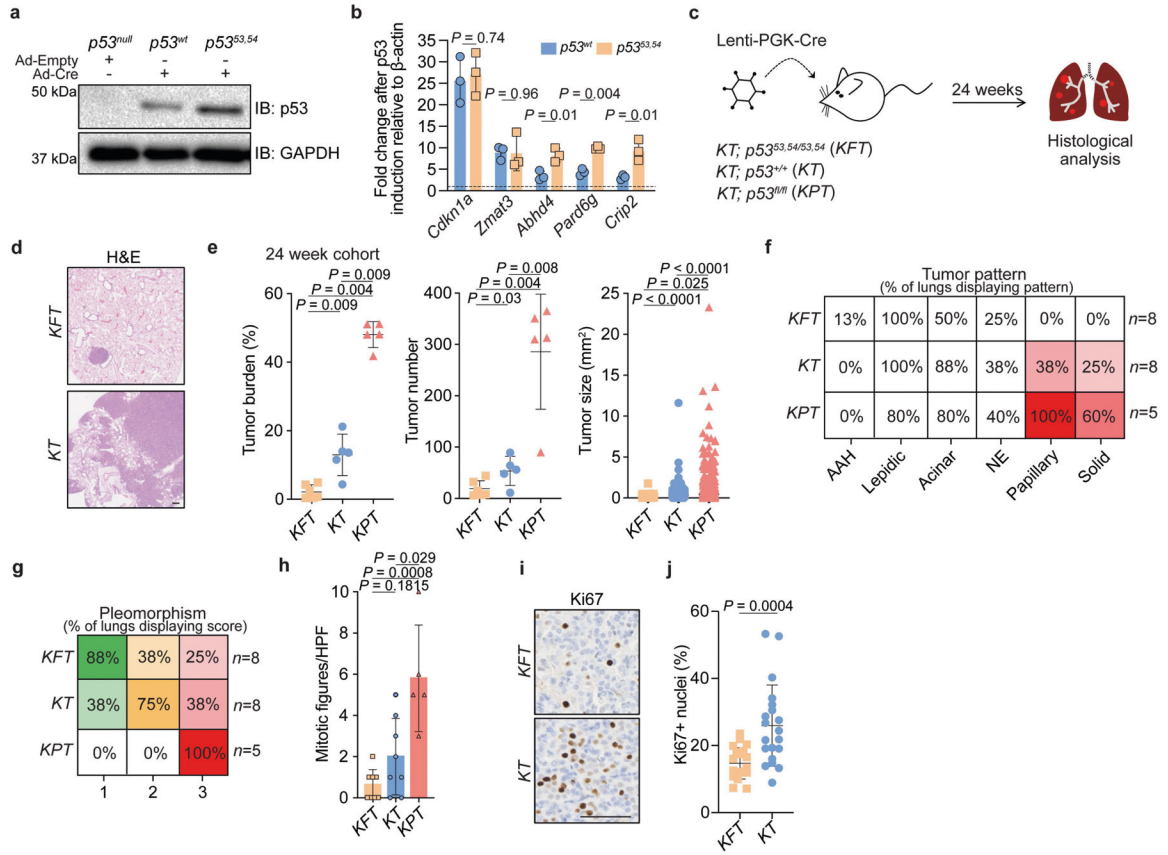 a
p53null p53wt p5353,54
Ad-Empty + - -
Ad-Cre - + +
50 kDa
IB: p53
37 kDa
IB: GAPDH
b
Fold change after p53
induction relative to β-actin
35
30
25
20
15
10
5
0
p53wt p5353,54
P = 0.74
P = 0.96
P = 0.01
P = 0.004
P = 0.01
Cdkn1a Zmat3 Abhd4 Pard6g Crip2
c
Lenti-PGK-Cre
24 weeks
Histological
analysis
KT; p5353,54/53,54 (KFT)
KT; p53+/+ (KT)
KT; p53fl/fl (KPT)
d
H&E
KFT
KT
e
24 week cohort
P = 0.009
P = 0.004
P = 0.009
Tumor burden (%)
60
40
20
0
KFT KT KPT
P = 0.008
P = 0.004
P = 0.03
Tumor number
400
300
200
100
0
KFT KT KPT
P < 0.0001
P = 0.025
P < 0.0001
Tumor size (mm2)
25
20
15
10
5
0
KFT KT KPT
f
Tumor pattern
(% of lungs displaying pattern)
KFT 13% 100% 50% 25% 0% 0% n=8
KT 0% 100% 88% 38% 38% 25% n=8
KPT 0% 80% 80% 40% 100% 60% n=5
AAH Lepidic Acinar NE Papillary Solid
g
Pleomorphism
(% of lungs displaying score)
KFT 88% 38% 25% n=8
KT 38% 75% 38% n=8
KPT 0% 0% 100% n=5
1 2 3
h
P = 0.029
P = 0.0008
P = 0.1815
Mitotic figures/HPF
10
8
6
4
2
0
KFT KT KPT
i
Ki67
KFT
KT
j
P = 0.0004
Ki67+ nuclei (%)
60
40
20
0
KFT KT